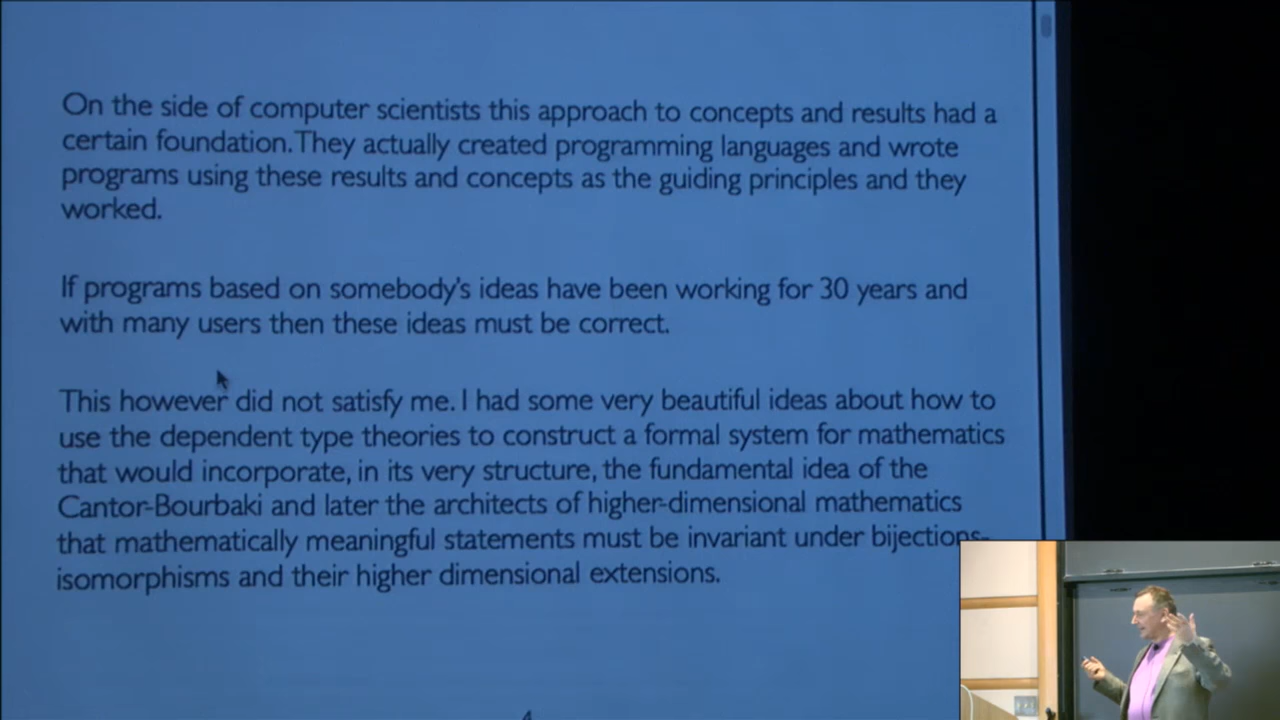 On the side of computer scientists this approach to concepts and results had a
certain foundation. They actually created programming languages and wrote
programs using these results and concepts as the guiding principles and they
worked.
If programs based on somebody's ideas have been working for 30 years and
with many users then these ideas must be correct.
This however did not satisfy me. I had some very beautiful ideas about how to
use the dependent type theories to construct a formal system for mathematics
that would incorporate, in its very structure, the fundamental idea of the
Cantor-Bourbaki and later the architects of higher-dimensional mathematics
that mathematically meaningful statements must be invariant under bijections-
isomorphisms and their higher dimensional extensions.